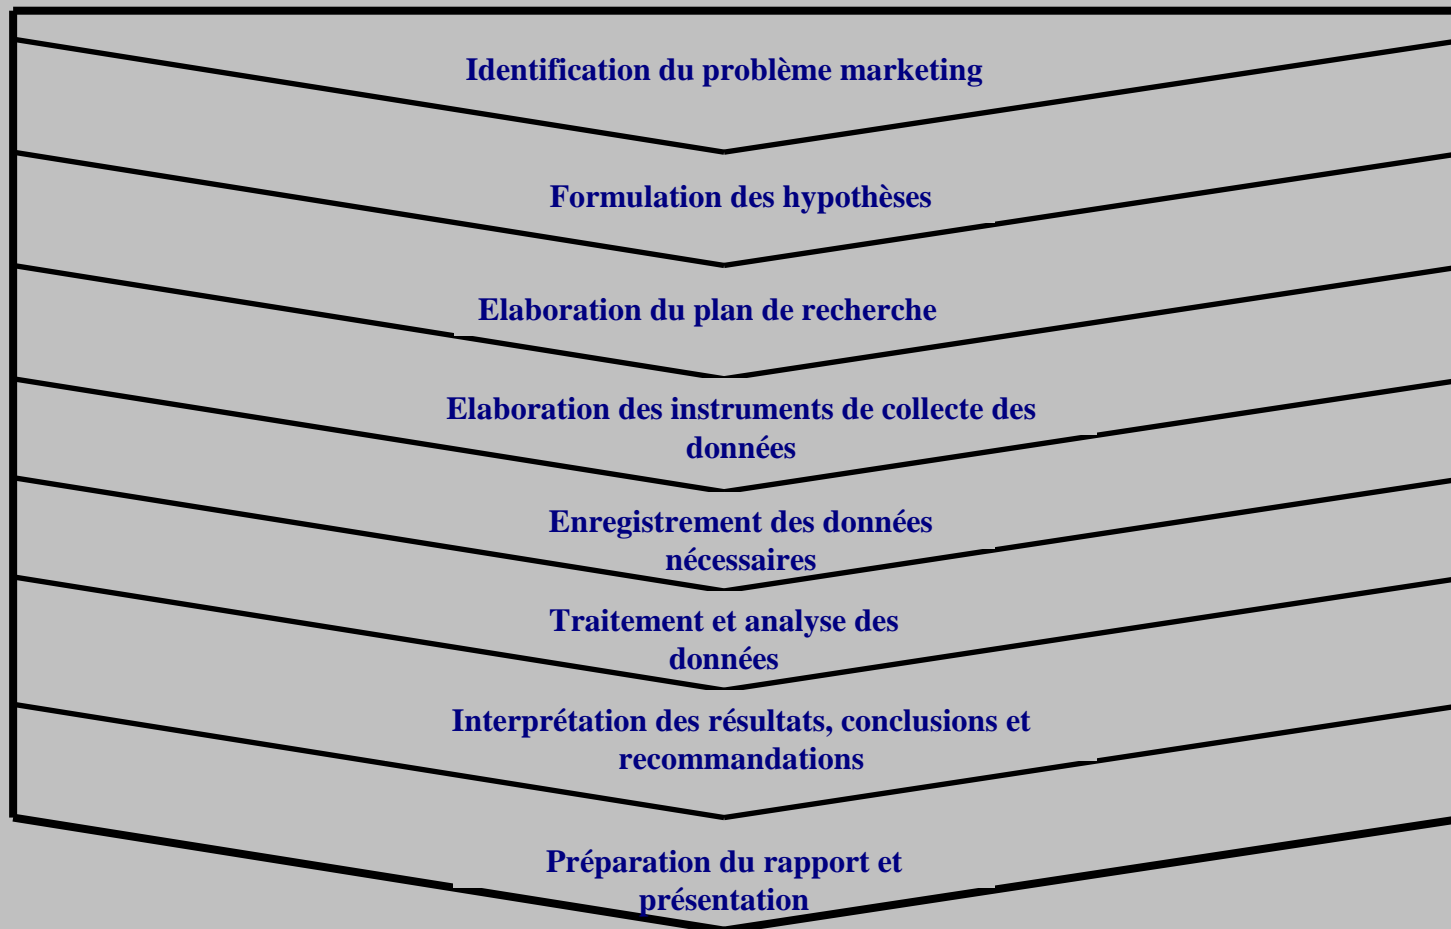 Identification du problème marketing
Formulation des hypothèses
Elaboration du plan de recherche
Elaboration des instruments de collecte des
données
Enregistrement des données
nécessaires
Traitement et analyse des
données
Interprétation des résultats, conclusions et
recommandations
Préparation du rapport et
présentation